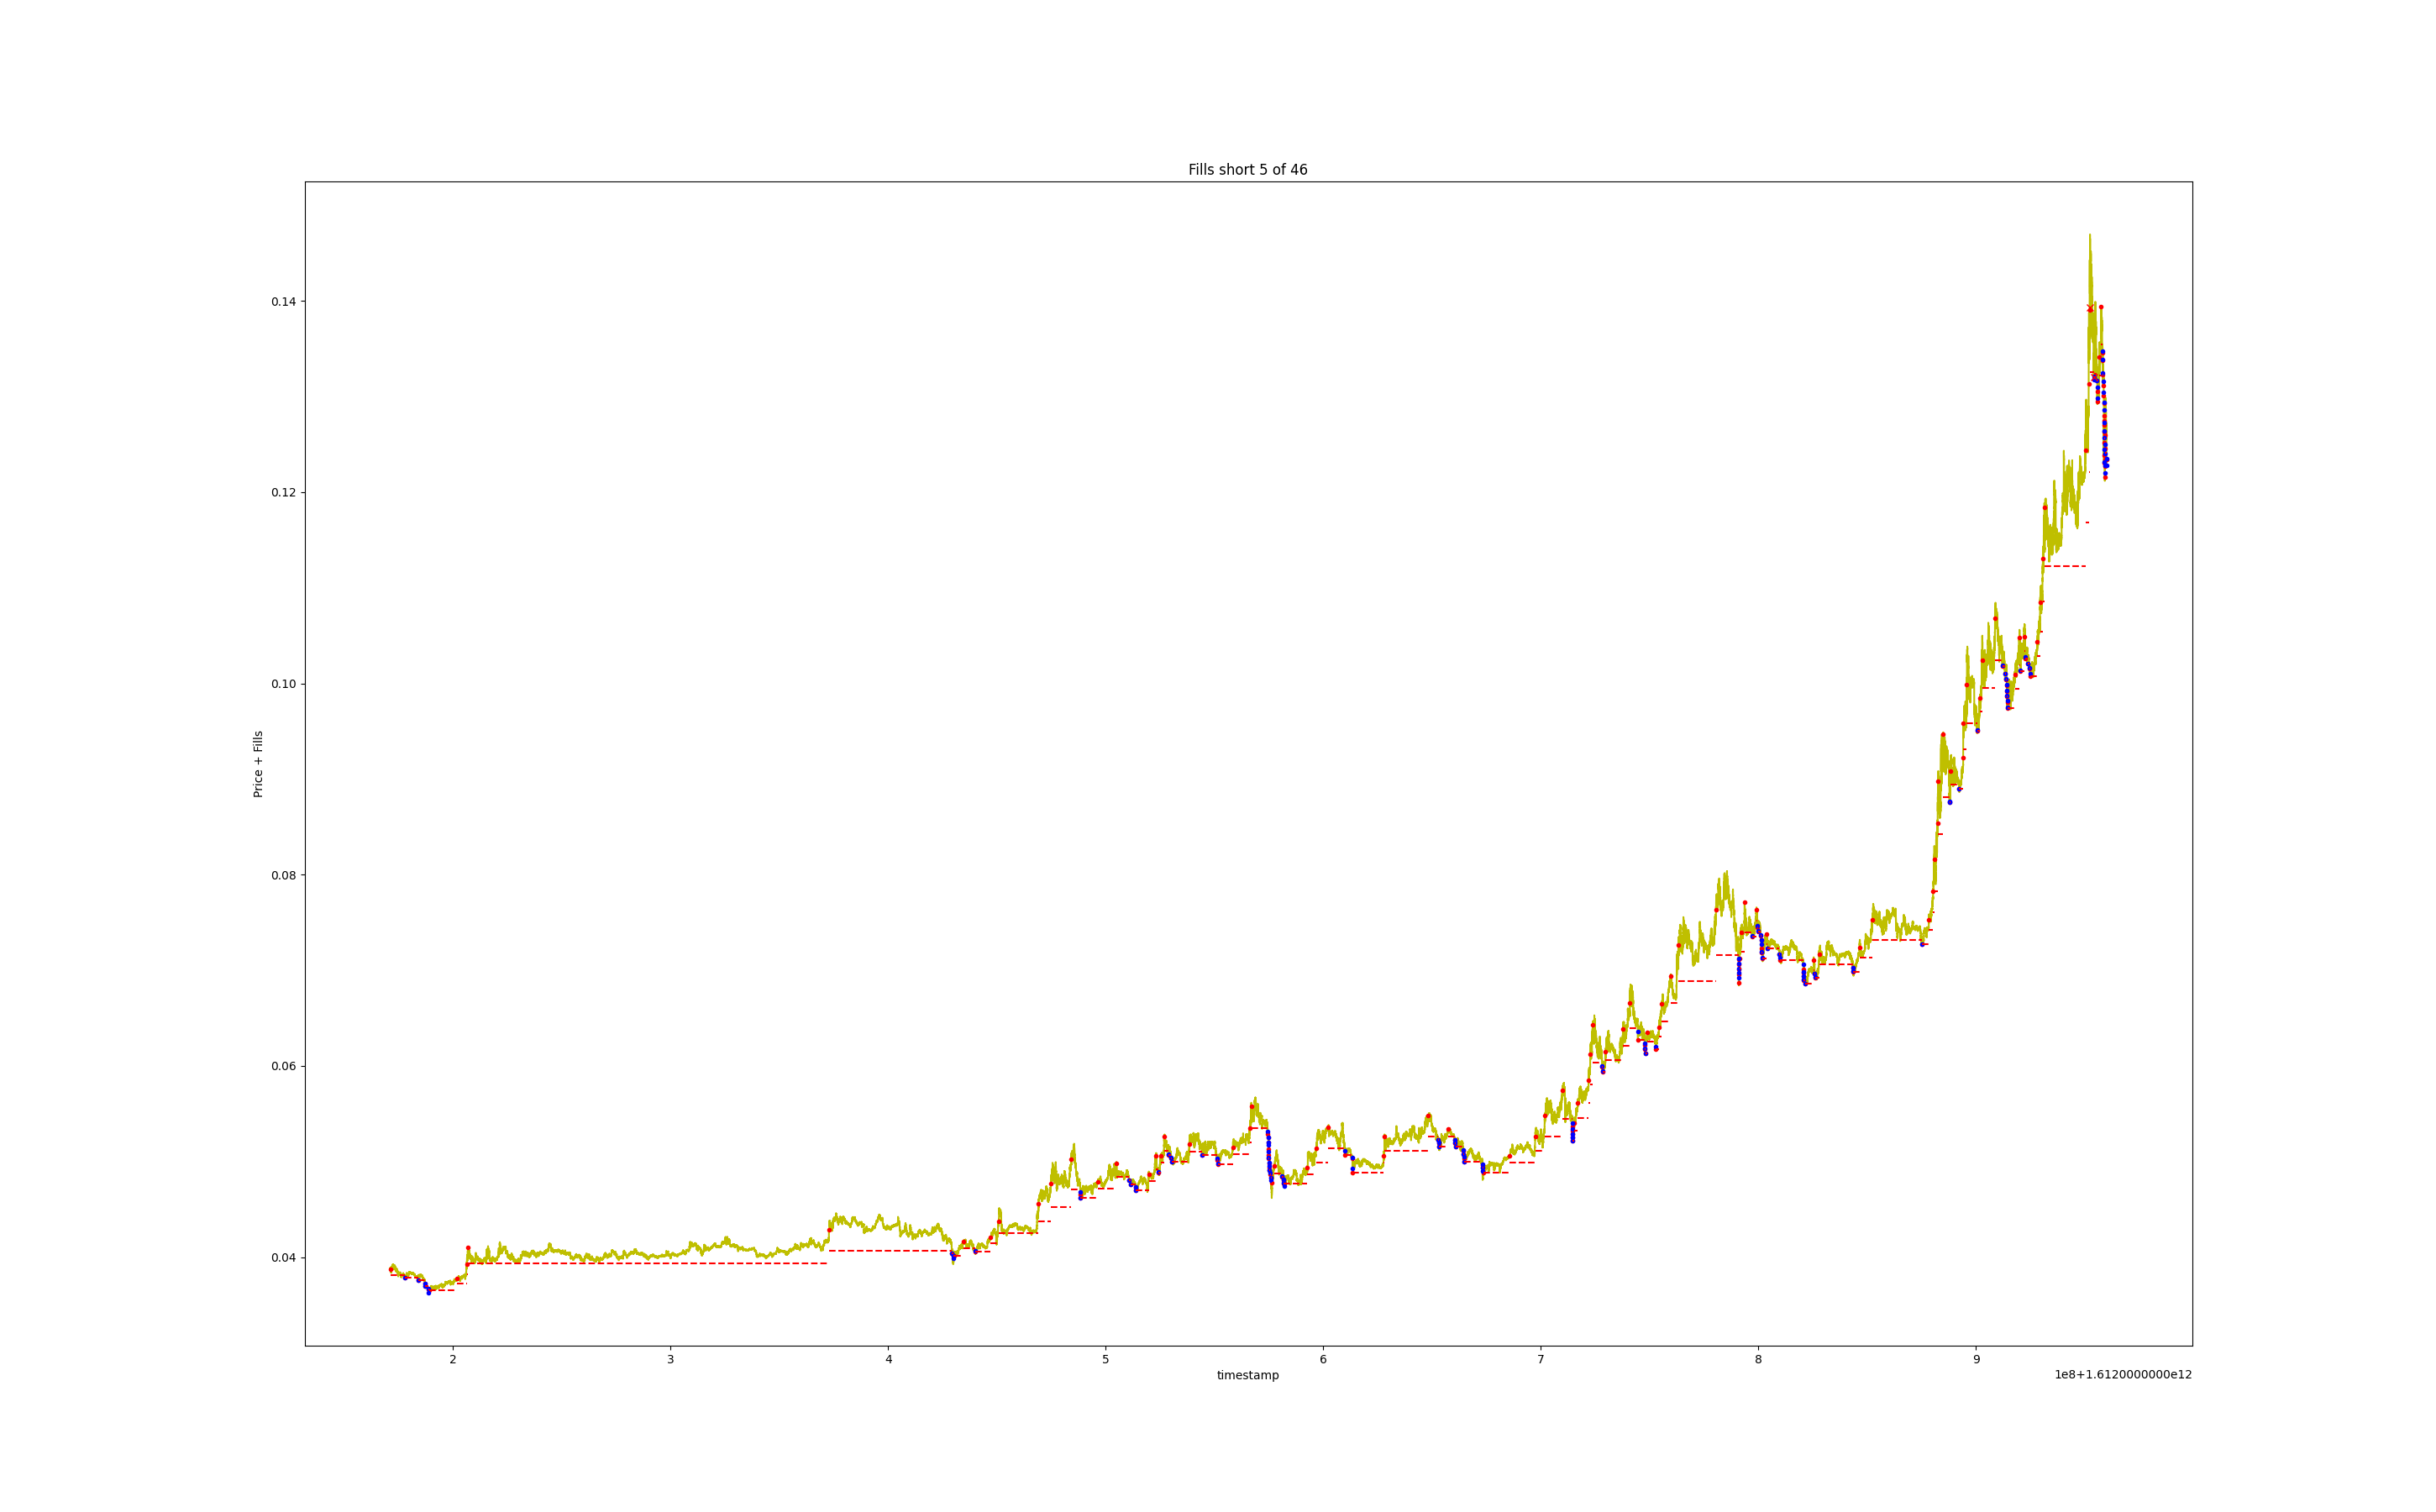 Fills short 5 of 46
0.14
0.12
0.10
0.08
0.06
0.04
Price + Fills
2 3 4 5 6 7 8 9
timestamp
1e8+1.6120000000e12